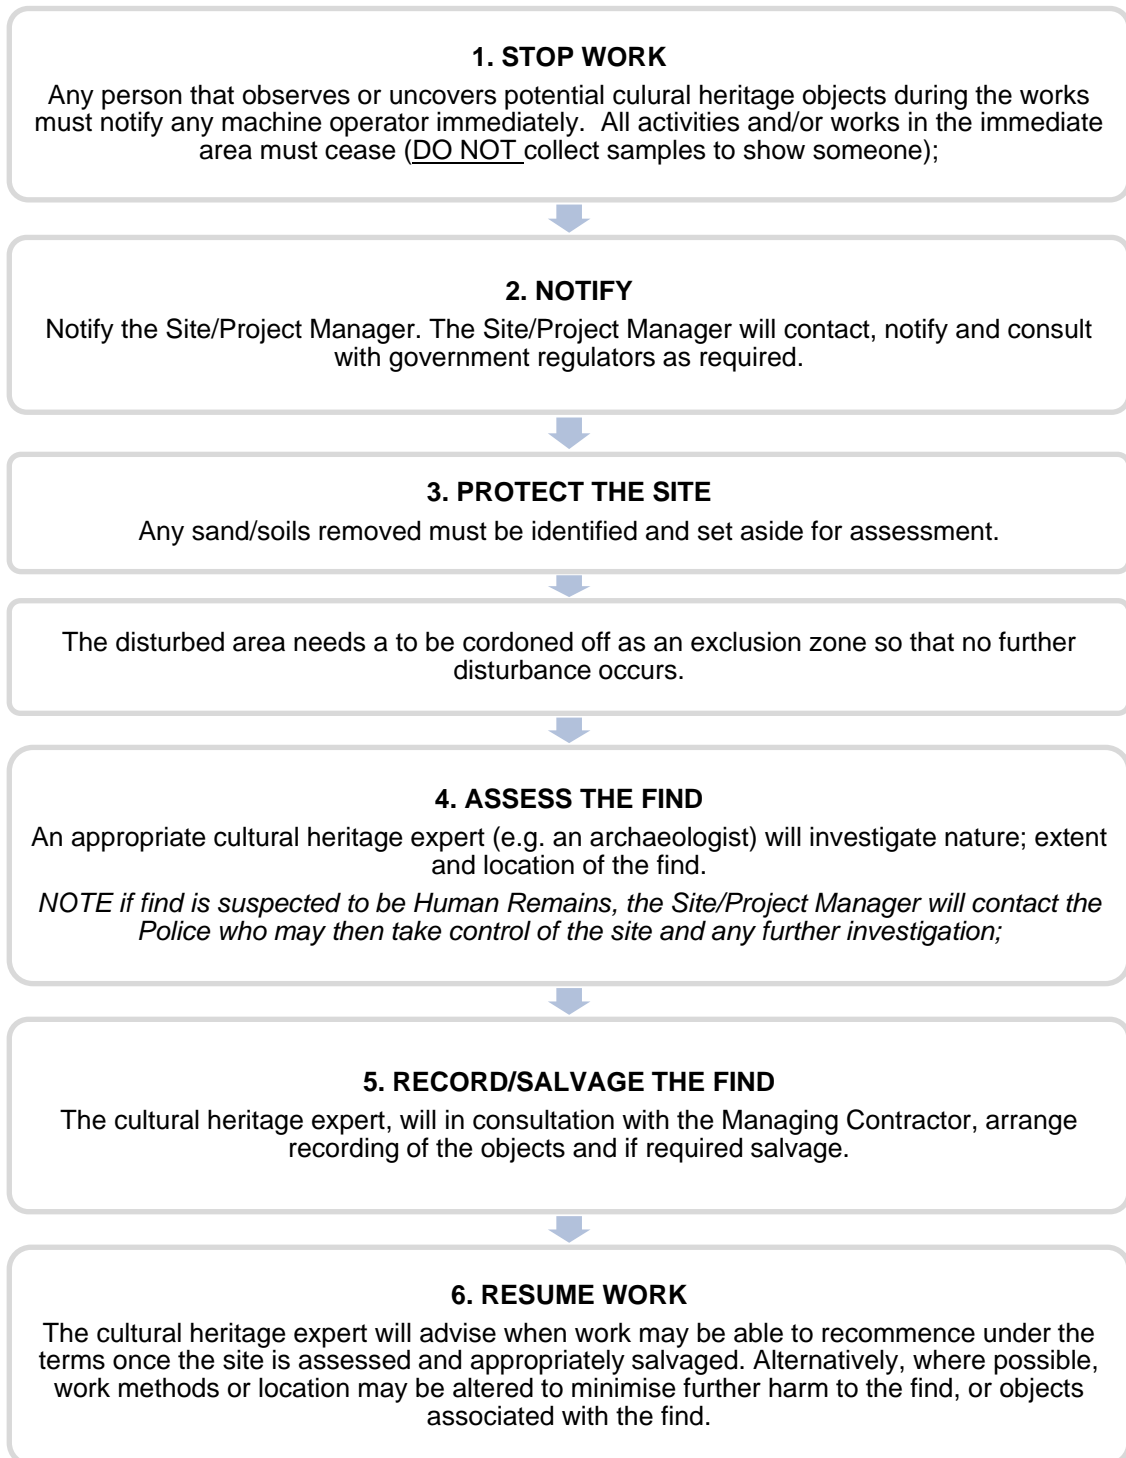 1. STOP WORK
Any person that observes or uncovers potential culural heritage objects during the works
must notify any machine operator immediately.  All activities and/or works in the immediate
area must cease (DO NOT collect samples to show someone);
2. NOTIFY
Notify the Site/Project Manager. The Site/Project Manager will contact, notify and consult
with government regulators as required.
3. PROTECT THE SITE
Any sand/soils removed must be identified and set aside for assessment.
The disturbed area needs a to be cordoned off as an exclusion zone so that no further
disturbance occurs.
4. ASSESS THE FIND
An appropriate cultural heritage expert (e.g. an archaeologist) will investigate nature; extent
and location of the find.
NOTE if find is suspected to be Human Remains, the Site/Project Manager will contact the
Police who may then take control of the site and any further investigation;
5. RECORD/SALVAGE THE FIND
The cultural heritage expert, will in consultation with the Managing Contractor, arrange
recording of the objects and if required salvage.
6. RESUME WORK
The cultural heritage expert will advise when work may be able to recommence under the
terms once the site is assessed and appropriately salvaged. Alternatively, where possible,
work methods or location may be altered to minimise further harm to the find, or objects
associated with the find.